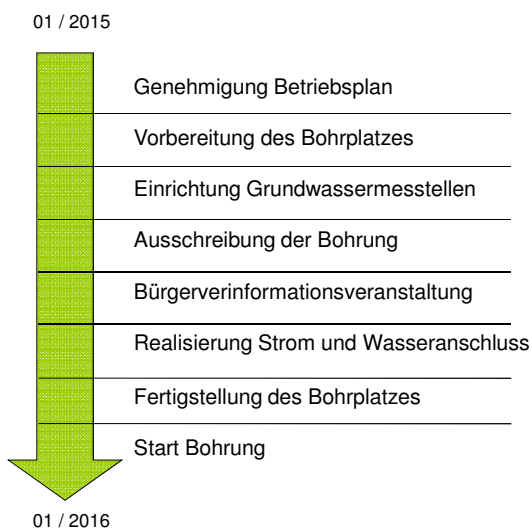 01 / 2015
Genehmigung Betriebsplan
Vorbereitung des Bohrplatzes
Einrichtung Grundwassermesstellen
Ausschreibung der Bohrung
Bürgerverinformationsveranstaltung
Realisierung Strom und Wasseranschluss
Fertigstellung des Bohrplatzes
Start Bohrung
01 / 2016